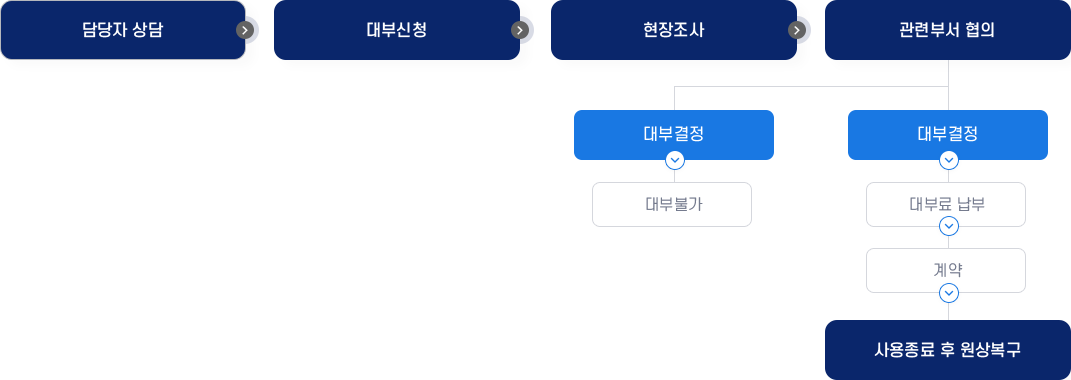 담당자 상담
대부신청
현장조사
관련부서 협의
대부결정
대부결정
대부불가
대부료 납부
계약
사용종료 후 원상복구